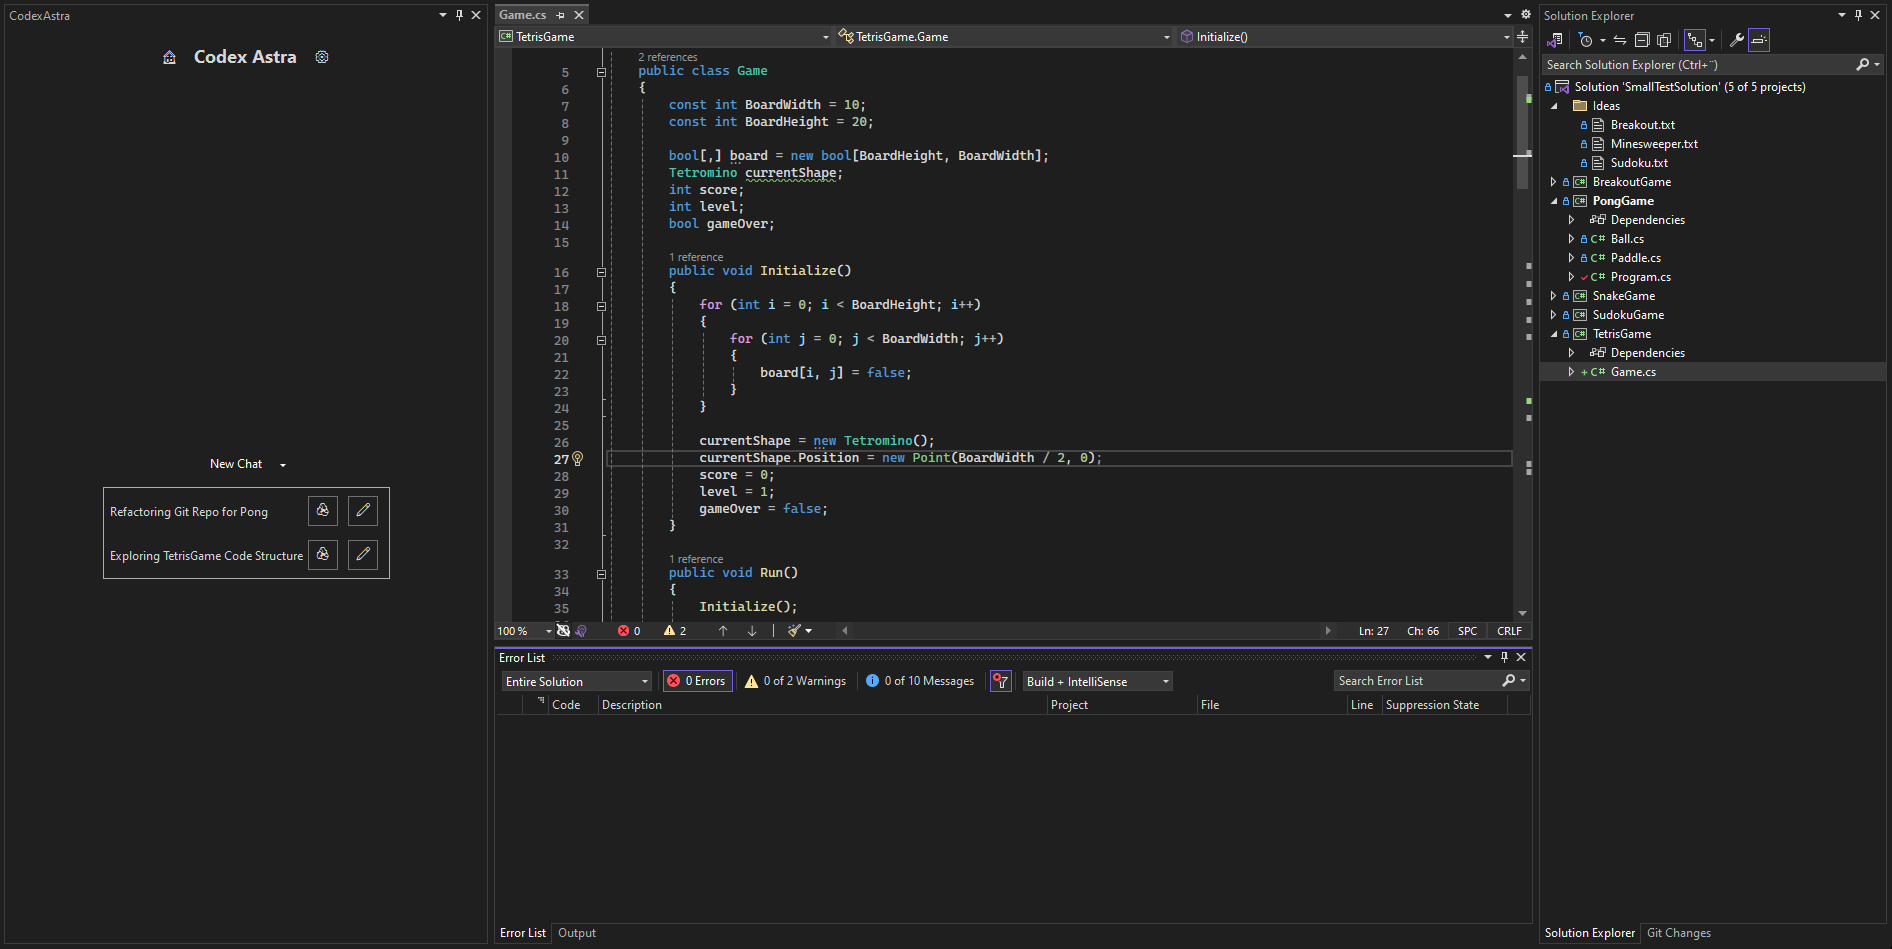 CodexAstra
Codex Astra
New Chat
Refactoring Git Repo for Pong
Exploring TetrisGame Code Structure
Game.cs
TetrisGame
TetrisGame.Game
Initialize()
2 references
5 public class Game
6 {
7 const int BoardWidth = 10;
8 const int BoardHeight = 20;
9
10 bool[,] board = new bool[BoardHeight, BoardWidth];
11 Tetromino currentShape;
12 int score;
13 int level;
14 bool gameOver;
15
1 reference
16 public void Initialize()
17 {
18 for (int i = 0; i < BoardHeight; i++)
19 {
20 for (int j = 0; j < BoardWidth; j++)
21 {
22 board[i, j] = false;
23 }
24 }
25
26 currentShape = new Tetromino();
27 currentShape.Position = new Point(BoardWidth / 2, 0);
28 score = 0;
29 level = 1;
30 gameOver = false;
31 }
32
1 reference
33 public void Run()
34 {
35 Initialize();
100 %
0
2
Ln: 27
Ch: 66
SPC
CRLF
Error List
Entire Solution
0 Errors
0 of 2 Warnings
0 of 10 Messages
Build + IntelliSense
Search Error List
Code
Description
Project
File
Line
Suppression State
Error List
Output
Solution Explorer
Search Solution Explorer (Ctrl+¨)
Solution 'SmallTestSolution' (5 of 5 projects)
Ideas
Breakout.txt
Minesweeper.txt
Sudoku.txt
C# BreakoutGame
C# PongGame
Dependencies
C# Ball.cs
C# Paddle.cs
C# Program.cs
C# SnakeGame
C# SudokuGame
C# TetrisGame
Dependencies
C# Game.cs
Solution Explorer
Git Changes